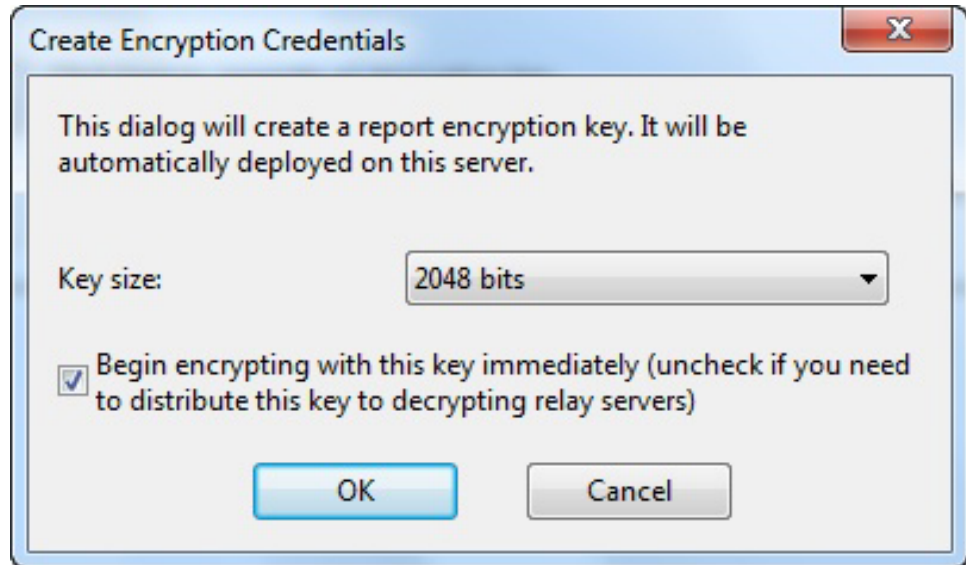 Create Encryption Credentials
This dialog will create a report encryption key. It will be
automatically deployed on this server.
Key size:
2048 bits
Begin encrypting with this key immediately (uncheck if you need
to distribute this key to decrypting relay servers)
OK
Cancel